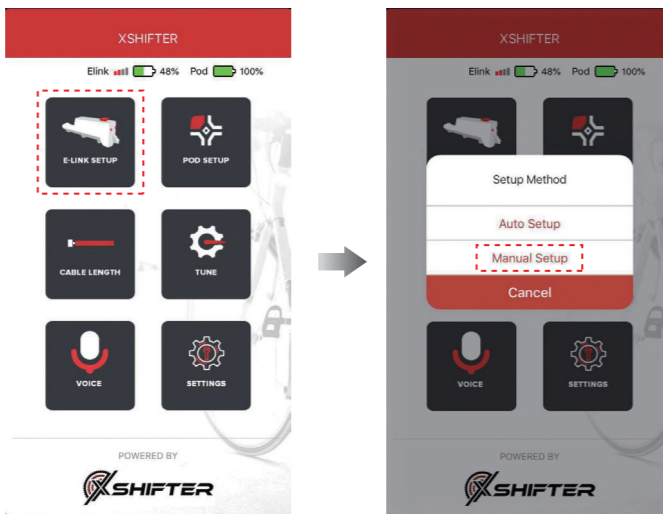 XSHIFTER
Elink 48% Pod 100%
E-LINK SETUP
POD SETUP
CABLE LENGTH
TUNE
VOICE
SETTINGS
POWERED BY
XSHIFTER
XSHIFTER
Elink 48% Pod 100%
Setup Method
Auto Setup
Manual Setup
Cancel
VOICE
SETTINGS
POWERED BY
XSHIFTER